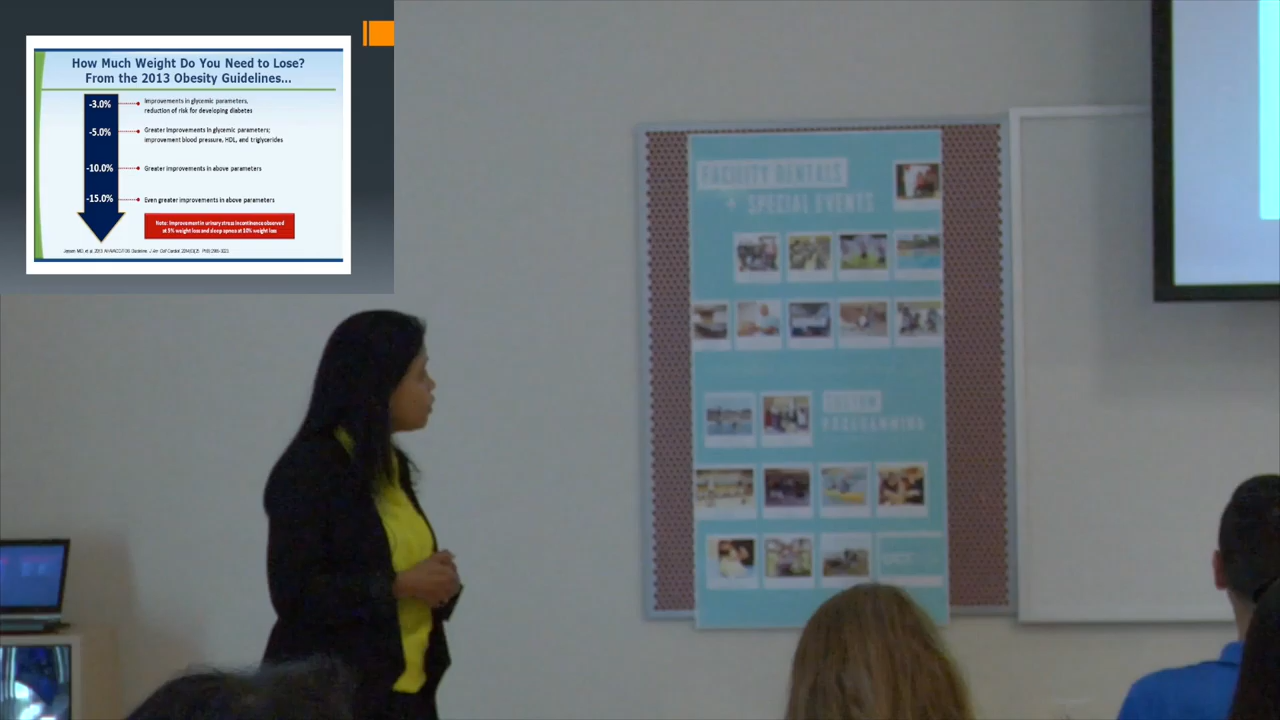 How Much Weight Do You Need to Lose?
From the 2013 Obesity Guidelines...
-3.0%
Improvements in glycemic parameters,
reduction of risk for developing diabetes
-5.0%
Greater improvements in glycemic parameters;
improvement blood pressure, HDL, and triglycerides
-10.0%
Greater improvements in above parameters
-15.0%
Even greater improvements in above parameters
Note: Improvement in urinary stress incontinence observed
at 5% weight loss and sleep apnea at 10% weight loss
FACILITY RENTALS
+ SPECIAL EVENTS
CUSTOM
PROGRAMMING